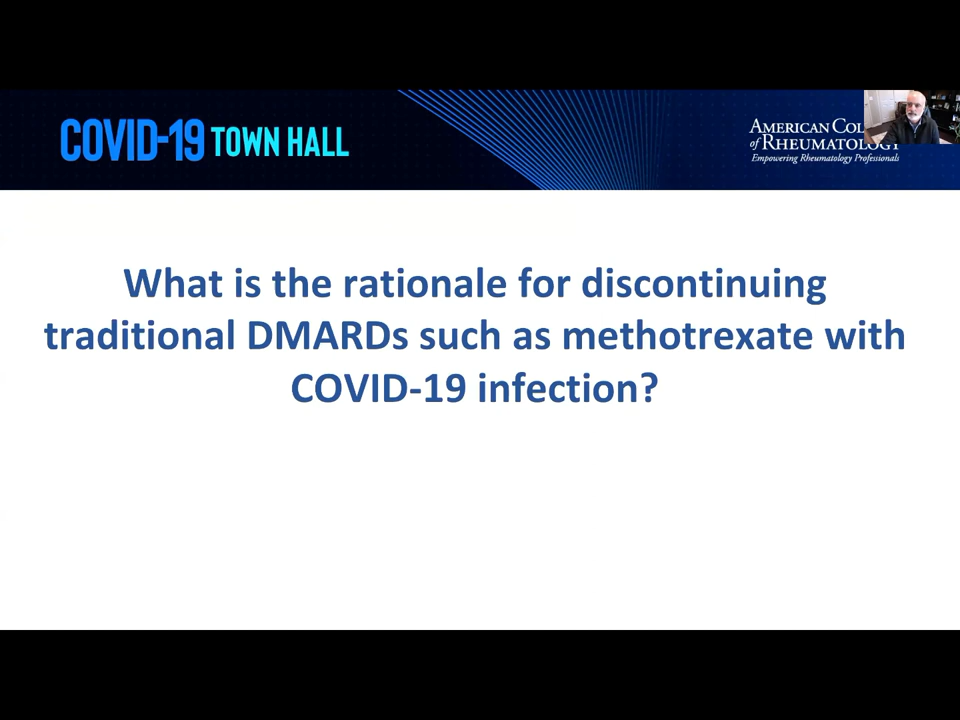 COVID-19 TOWN HALL
AMERICAN COL
of RHEUMATOLOGY
Empowering Rheumatology Professionals
What is the rationale for discontinuing
traditional DMARDs such as methotrexate with
COVID-19 infection?